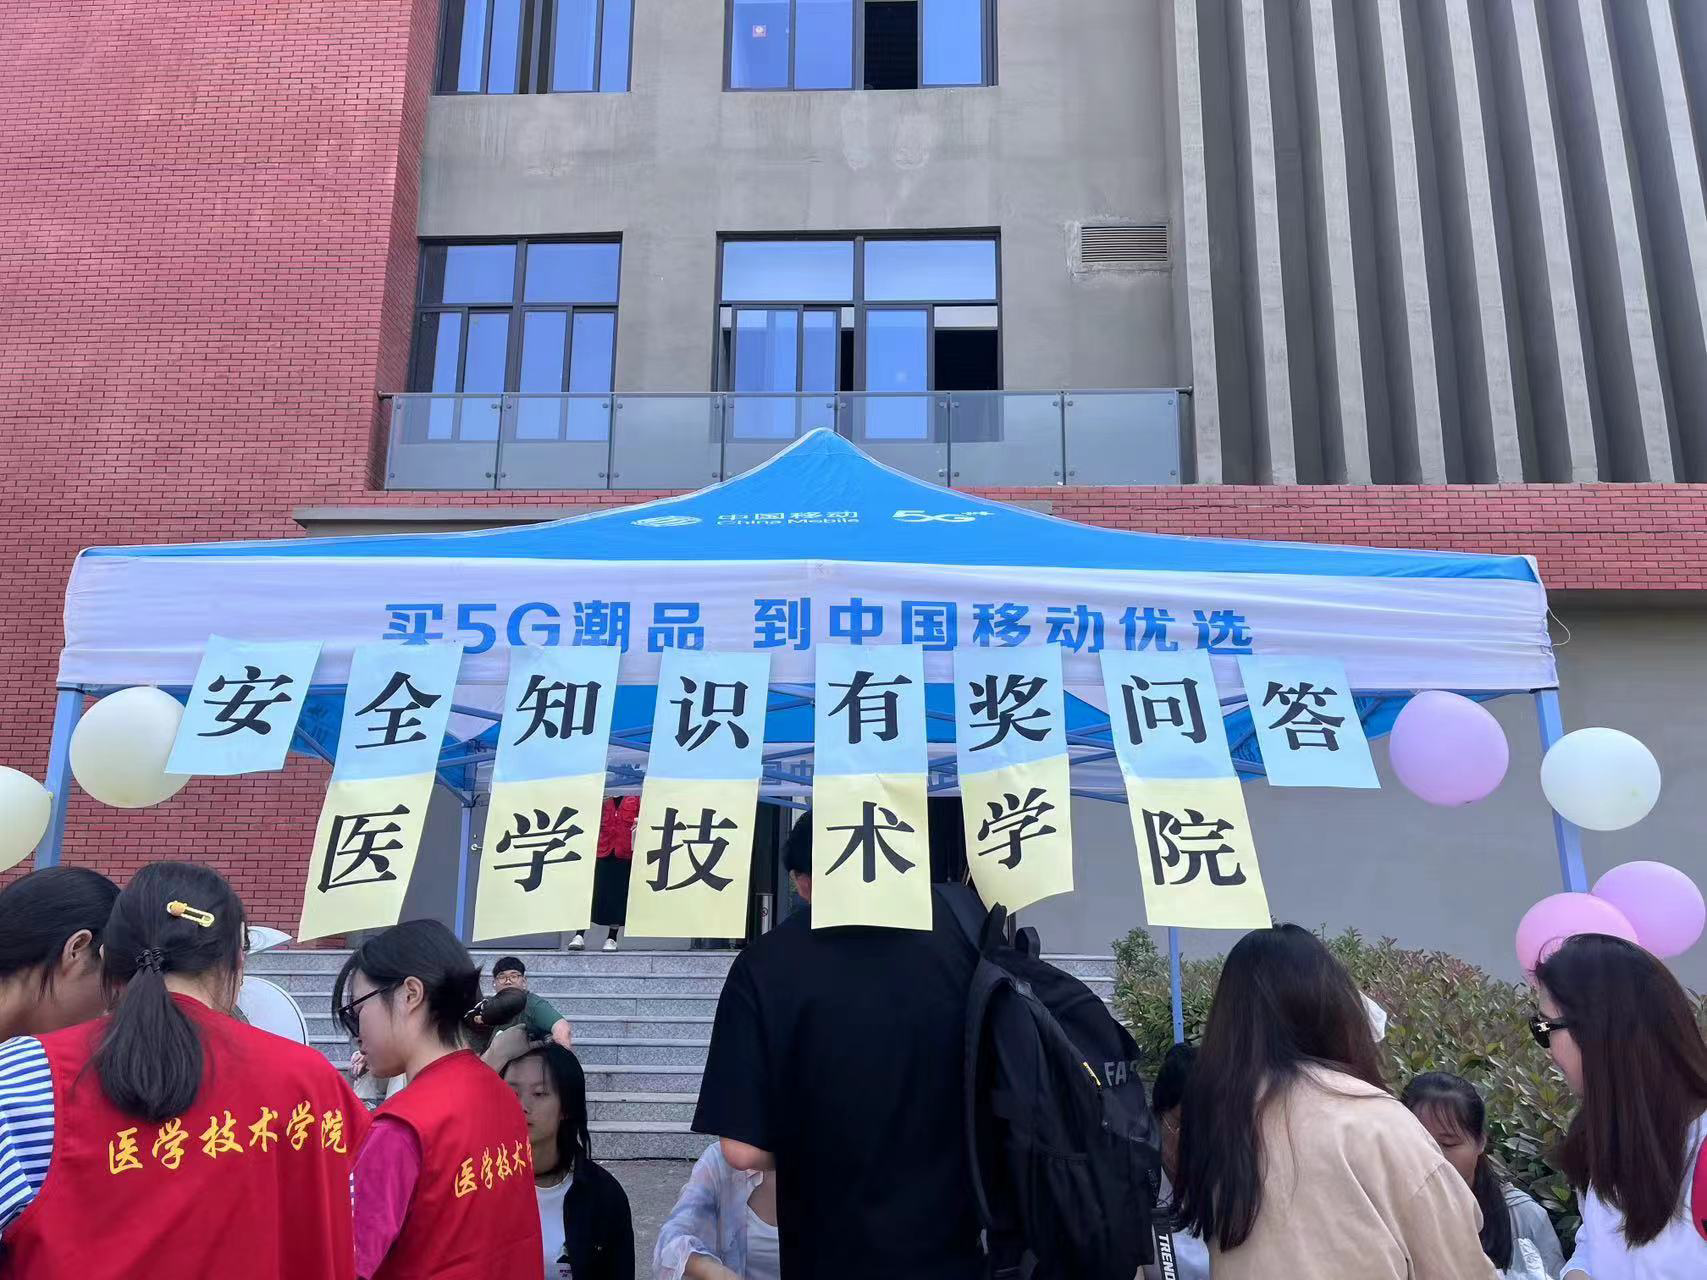 中国移动
China Mobile
5G
买5G潮品 到中国移动优选
安全知识有奖问答
医学技术学院
医学技术学院
医学技术
FA
TREND